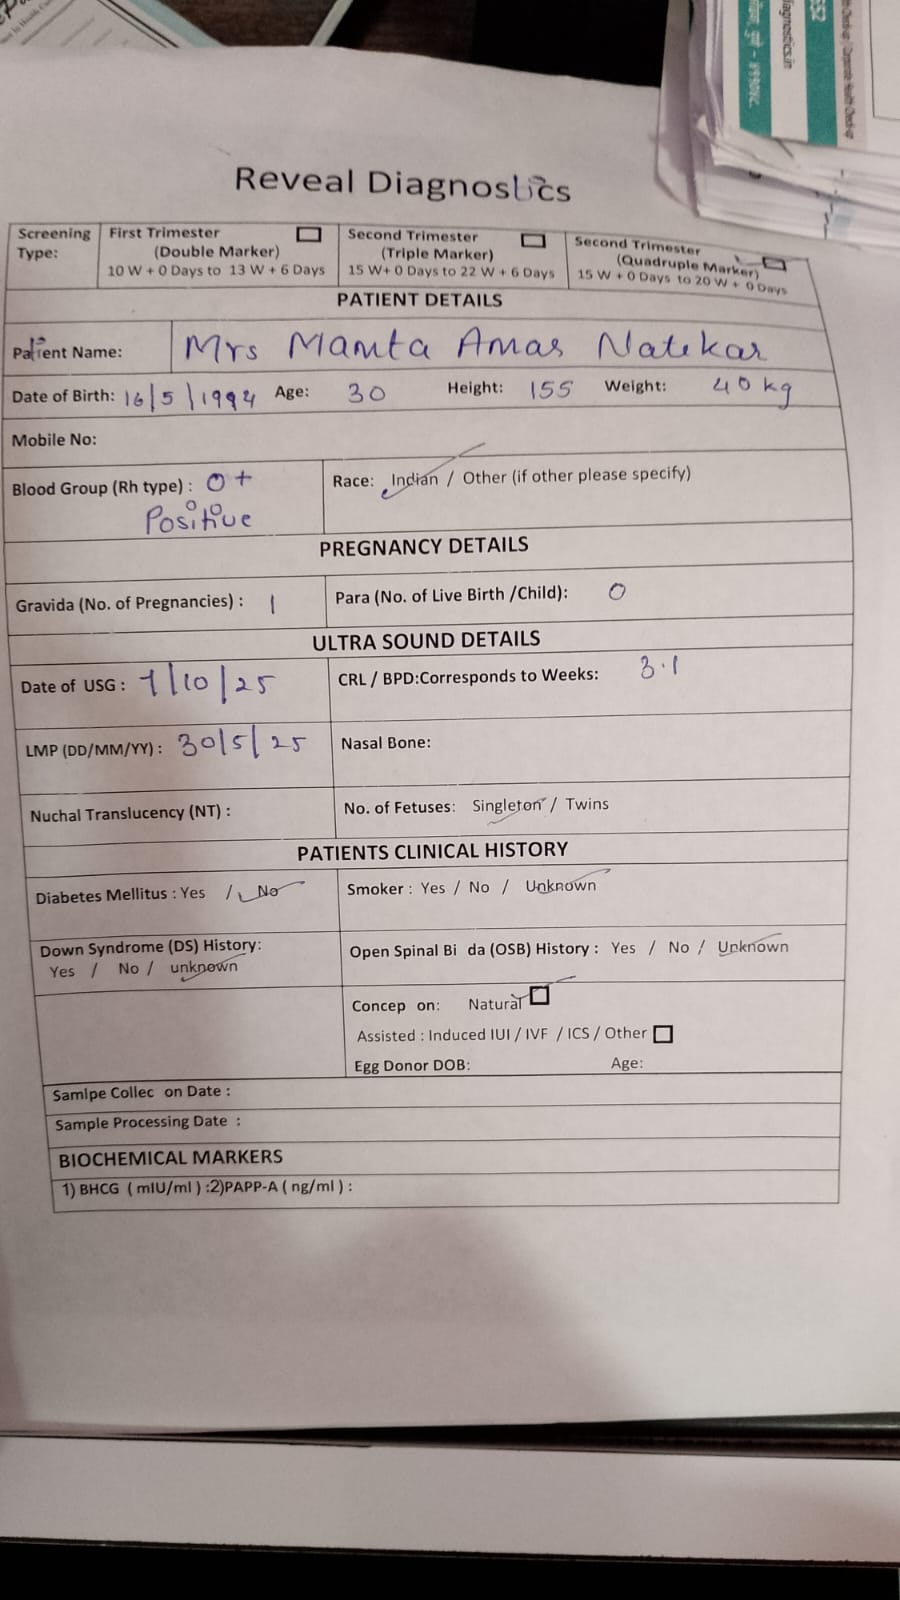 Reveal Diagnostics
Screening Type: First Trimester (Double Marker) 10 W + 0 Days to 13 W + 6 Days Second Trimester (Triple Marker) 15 W+ 0 Days to 22 W + 6 Days Second Trimester (Quadruple Marker) 15 W + 0 Days to 20 W + 0 Days
PATIENT DETAILS
Patient Name: Mrs Mamta Amar Natekar
Date of Birth: 16/5/1994 Age: 30 Height: 155 Weight: 40 kg
Mobile No:
Blood Group (Rh type) : O+ Race: Indian / Other (if other please specify)
Positive
PREGNANCY DETAILS
Gravida (No. of Pregnancies) : 1 Para (No. of Live Birth /Child): 0
ULTRA SOUND DETAILS
Date of USG : 1/10/25 CRL / BPD:Corresponds to Weeks: 3.1
LMP (DD/MM/YY) : 30/5/25 Nasal Bone:
Nuchal Translucency (NT) : No. of Fetuses: Singleton / Twins
PATIENTS CLINICAL HISTORY
Diabetes Mellitus : Yes / No Smoker : Yes / No / Unknown
Down Syndrome (DS) History: Open Spinal Bi da (OSB) History : Yes / No / Unknown
Yes / No / unknown
Concep on: Natural
Assisted : Induced IUI / IVF / ICS / Other
Egg Donor DOB: Age:
Samlpe Collec on Date :
Sample Processing Date :
BIOCHEMICAL MARKERS
1) BHCG ( mIU/ml ) :2)PAPP-A ( ng/ml ) :